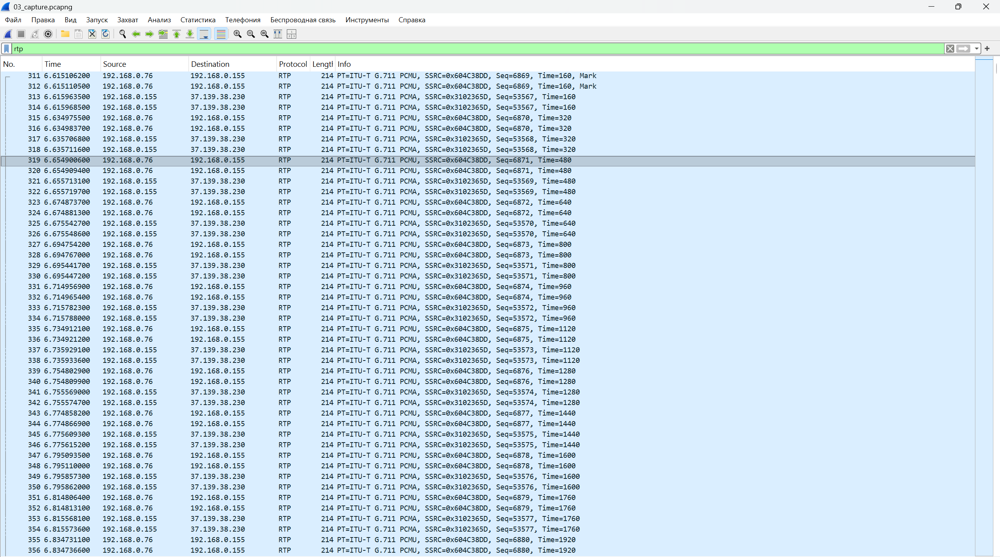 03_capture.pcapng
Файл Правка Вид Запуск Захват Анализ Статистика Телефония Беспроводная связь Инструменты Справка
rtp
No. Time Source Destination Protocol Length Info
311 6.615106200 192.168.0.76 192.168.0.155 RTP 214 PT=ITU-T G.711 PCMU, SSRC=0x604C38DD, Seq=6869, Time=160, Mark
312 6.615110500 192.168.0.76 192.168.0.155 RTP 214 PT=ITU-T G.711 PCMU, SSRC=0x604C38DD, Seq=6869, Time=160, Mark
313 6.615963500 192.168.0.155 37.139.38.230 RTP 214 PT=ITU-T G.711 PCMA, SSRC=0x3102365D, Seq=53567, Time=160
314 6.615968500 192.168.0.155 37.139.38.230 RTP 214 PT=ITU-T G.711 PCMA, SSRC=0x3102365D, Seq=53567, Time=160
315 6.634975500 192.168.0.76 192.168.0.155 RTP 214 PT=ITU-T G.711 PCMU, SSRC=0x604C38DD, Seq=6870, Time=320
316 6.634983700 192.168.0.76 192.168.0.155 RTP 214 PT=ITU-T G.711 PCMU, SSRC=0x604C38DD, Seq=6870, Time=320
317 6.635706800 192.168.0.155 37.139.38.230 RTP 214 PT=ITU-T G.711 PCMA, SSRC=0x3102365D, Seq=53568, Time=320
318 6.635711600 192.168.0.155 37.139.38.230 RTP 214 PT=ITU-T G.711 PCMA, SSRC=0x3102365D, Seq=53568, Time=320
319 6.654900600 192.168.0.76 192.168.0.155 RTP 214 PT=ITU-T G.711 PCMU, SSRC=0x604C38DD, Seq=6871, Time=480
320 6.654909400 192.168.0.76 192.168.0.155 RTP 214 PT=ITU-T G.711 PCMU, SSRC=0x604C38DD, Seq=6871, Time=480
321 6.655713100 192.168.0.155 37.139.38.230 RTP 214 PT=ITU-T G.711 PCMA, SSRC=0x3102365D, Seq=53569, Time=480
322 6.655719700 192.168.0.155 37.139.38.230 RTP 214 PT=ITU-T G.711 PCMA, SSRC=0x3102365D, Seq=53569, Time=480
323 6.674873700 192.168.0.76 192.168.0.155 RTP 214 PT=ITU-T G.711 PCMU, SSRC=0x604C38DD, Seq=6872, Time=640
324 6.674881300 192.168.0.76 192.168.0.155 RTP 214 PT=ITU-T G.711 PCMU, SSRC=0x604C38DD, Seq=6872, Time=640
325 6.675542700 192.168.0.155 37.139.38.230 RTP 214 PT=ITU-T G.711 PCMA, SSRC=0x3102365D, Seq=53570, Time=640
326 6.675548600 192.168.0.155 37.139.38.230 RTP 214 PT=ITU-T G.711 PCMA, SSRC=0x3102365D, Seq=53570, Time=640
327 6.694754200 192.168.0.76 192.168.0.155 RTP 214 PT=ITU-T G.711 PCMU, SSRC=0x604C38DD, Seq=6873, Time=800
328 6.694767000 192.168.0.76 192.168.0.155 RTP 214 PT=ITU-T G.711 PCMU, SSRC=0x604C38DD, Seq=6873, Time=800
329 6.695441700 192.168.0.155 37.139.38.230 RTP 214 PT=ITU-T G.711 PCMA, SSRC=0x3102365D, Seq=53571, Time=800
330 6.695447200 192.168.0.155 37.139.38.230 RTP 214 PT=ITU-T G.711 PCMA, SSRC=0x3102365D, Seq=53571, Time=800
331 6.714956900 192.168.0.76 192.168.0.155 RTP 214 PT=ITU-T G.711 PCMU, SSRC=0x604C38DD, Seq=6874, Time=960
332 6.714965400 192.168.0.76 192.168.0.155 RTP 214 PT=ITU-T G.711 PCMU, SSRC=0x604C38DD, Seq=6874, Time=960
333 6.715782300 192.168.0.155 37.139.38.230 RTP 214 PT=ITU-T G.711 PCMA, SSRC=0x3102365D, Seq=53572, Time=960
334 6.715788000 192.168.0.155 37.139.38.230 RTP 214 PT=ITU-T G.711 PCMA, SSRC=0x3102365D, Seq=53572, Time=960
335 6.734912100 192.168.0.76 192.168.0.155 RTP 214 PT=ITU-T G.711 PCMU, SSRC=0x604C38DD, Seq=6875, Time=1120
336 6.734921200 192.168.0.76 192.168.0.155 RTP 214 PT=ITU-T G.711 PCMU, SSRC=0x604C38DD, Seq=6875, Time=1120
337 6.735929100 192.168.0.155 37.139.38.230 RTP 214 PT=ITU-T G.711 PCMA, SSRC=0x3102365D, Seq=53573, Time=1120
338 6.735933600 192.168.0.155 37.139.38.230 RTP 214 PT=ITU-T G.711 PCMA, SSRC=0x3102365D, Seq=53573, Time=1120
339 6.754802900 192.168.0.76 192.168.0.155 RTP 214 PT=ITU-T G.711 PCMU, SSRC=0x604C38DD, Seq=6876, Time=1280
340 6.754809900 192.168.0.76 192.168.0.155 RTP 214 PT=ITU-T G.711 PCMU, SSRC=0x604C38DD, Seq=6876, Time=1280
341 6.755569000 192.168.0.155 37.139.38.230 RTP 214 PT=ITU-T G.711 PCMA, SSRC=0x3102365D, Seq=53574, Time=1280
342 6.755574700 192.168.0.155 37.139.38.230 RTP 214 PT=ITU-T G.711 PCMA, SSRC=0x3102365D, Seq=53574, Time=1280
343 6.774858200 192.168.0.76 192.168.0.155 RTP 214 PT=ITU-T G.711 PCMU, SSRC=0x604C38DD, Seq=6877, Time=1440
344 6.774866900 192.168.0.76 192.168.0.155 RTP 214 PT=ITU-T G.711 PCMU, SSRC=0x604C38DD, Seq=6877, Time=1440
345 6.775609300 192.168.0.155 37.139.38.230 RTP 214 PT=ITU-T G.711 PCMA, SSRC=0x3102365D, Seq=53575, Time=1440
346 6.775615200 192.168.0.155 37.139.38.230 RTP 214 PT=ITU-T G.711 PCMA, SSRC=0x3102365D, Seq=53575, Time=1440
347 6.795093500 192.168.0.76 192.168.0.155 RTP 214 PT=ITU-T G.711 PCMU, SSRC=0x604C38DD, Seq=6878, Time=1600
348 6.795110000 192.168.0.76 192.168.0.155 RTP 214 PT=ITU-T G.711 PCMU, SSRC=0x604C38DD, Seq=6878, Time=1600
349 6.795857300 192.168.0.155 37.139.38.230 RTP 214 PT=ITU-T G.711 PCMA, SSRC=0x3102365D, Seq=53576, Time=1600
350 6.795862000 192.168.0.155 37.139.38.230 RTP 214 PT=ITU-T G.711 PCMA, SSRC=0x3102365D, Seq=53576, Time=1600
351 6.814806400 192.168.0.76 192.168.0.155 RTP 214 PT=ITU-T G.711 PCMU, SSRC=0x604C38DD, Seq=6879, Time=1760
352 6.814813100 192.168.0.76 192.168.0.155 RTP 214 PT=ITU-T G.711 PCMU, SSRC=0x604C38DD, Seq=6879, Time=1760
353 6.815568100 192.168.0.155 37.139.38.230 RTP 214 PT=ITU-T G.711 PCMA, SSRC=0x3102365D, Seq=53577, Time=1760
354 6.815573600 192.168.0.155 37.139.38.230 RTP 214 PT=ITU-T G.711 PCMA, SSRC=0x3102365D, Seq=53577, Time=1760
355 6.834731100 192.168.0.76 192.168.0.155 RTP 214 PT=ITU-T G.711 PCMU, SSRC=0x604C38DD, Seq=6880, Time=1920
356 6.834736600 192.168.0.76 192.168.0.155 RTP 214 PT=ITU-T G.711 PCMU, SSRC=0x604C38DD, Seq=6880, Time=1920